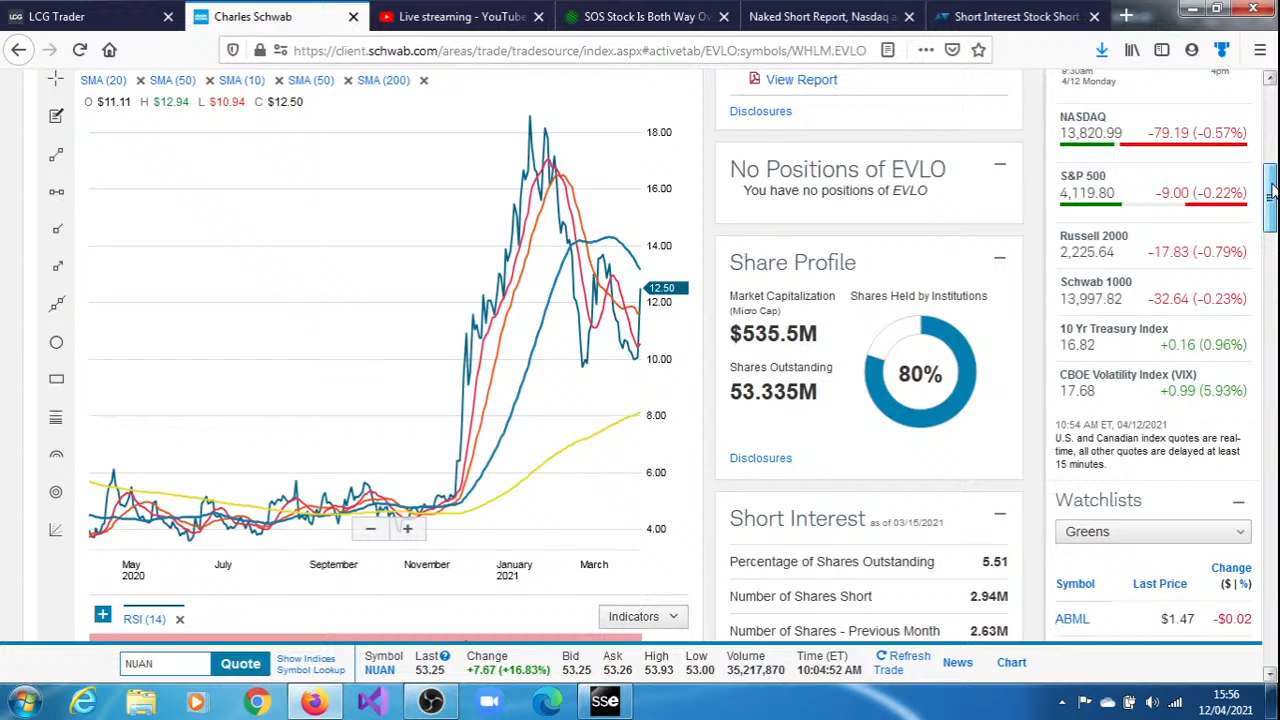 LCG Trader
Charles Schwab
Live streaming - YouTube
SOS Stock Is Both Way Ov
Naked Short Report, Nasdaq a
Short Interest Stock Short
https://client.schwab.com/areas/trade/tradesource/index.aspx#activetab/EVLO:symbols/WHLM,EVLO
SMA (20) SMA (50) SMA (10) SMA (50) SMA (200)
O $11.11 H $12.94 L $10.94 C $12.50
18.00
16.00
14.00
12.50
12.00
10.00
8.00
6.00
4.00
− +
May July September November January March
2020 2021
RSI (14)
Indicators
View Report
Disclosures
No Positions of EVLO
You have no positions of EVLO
Share Profile
Market Capitalization
(Micro Cap)
$535.5M
Shares Outstanding
53.335M
Shares Held by Institutions
80%
Disclosures
Short Interest as of 03/15/2021
Percentage of Shares Outstanding 5.51
Number of Shares Short 2.94M
Number of Shares - Previous Month 2.63M
9:30am 4pm
4/12 Monday
NASDAQ
13,820.99 -79.19 (-0.57%)
S&P 500
4,119.80 -9.00 (-0.22%)
Russell 2000
2,225.64 -17.83 (-0.79%)
Schwab 1000
13,997.82 -32.64 (-0.23%)
10 Yr Treasury Index
16.82 +0.16 (0.96%)
CBOE Volatility Index (VIX)
17.68 +0.99 (5.93%)
10:54 AM ET, 04/12/2021
U.S. and Canadian index quotes are real-
time, all other quotes are delayed at least
15 minutes.
Watchlists
Greens
Change
Symbol Last Price ($ | %)
ABML $1.47 -$0.02
NUAN
Quote
Show Indices
Symbol Lookup
Symbol Last Change Bid Ask High Low Volume Time (ET)
NUAN 53.25 +7.67 (+16.83%) 53.25 53.26 53.93 53.00 35,217,870 10:04:52 AM
Refresh
Trade
News
Chart
sse
15:56
12/04/2021